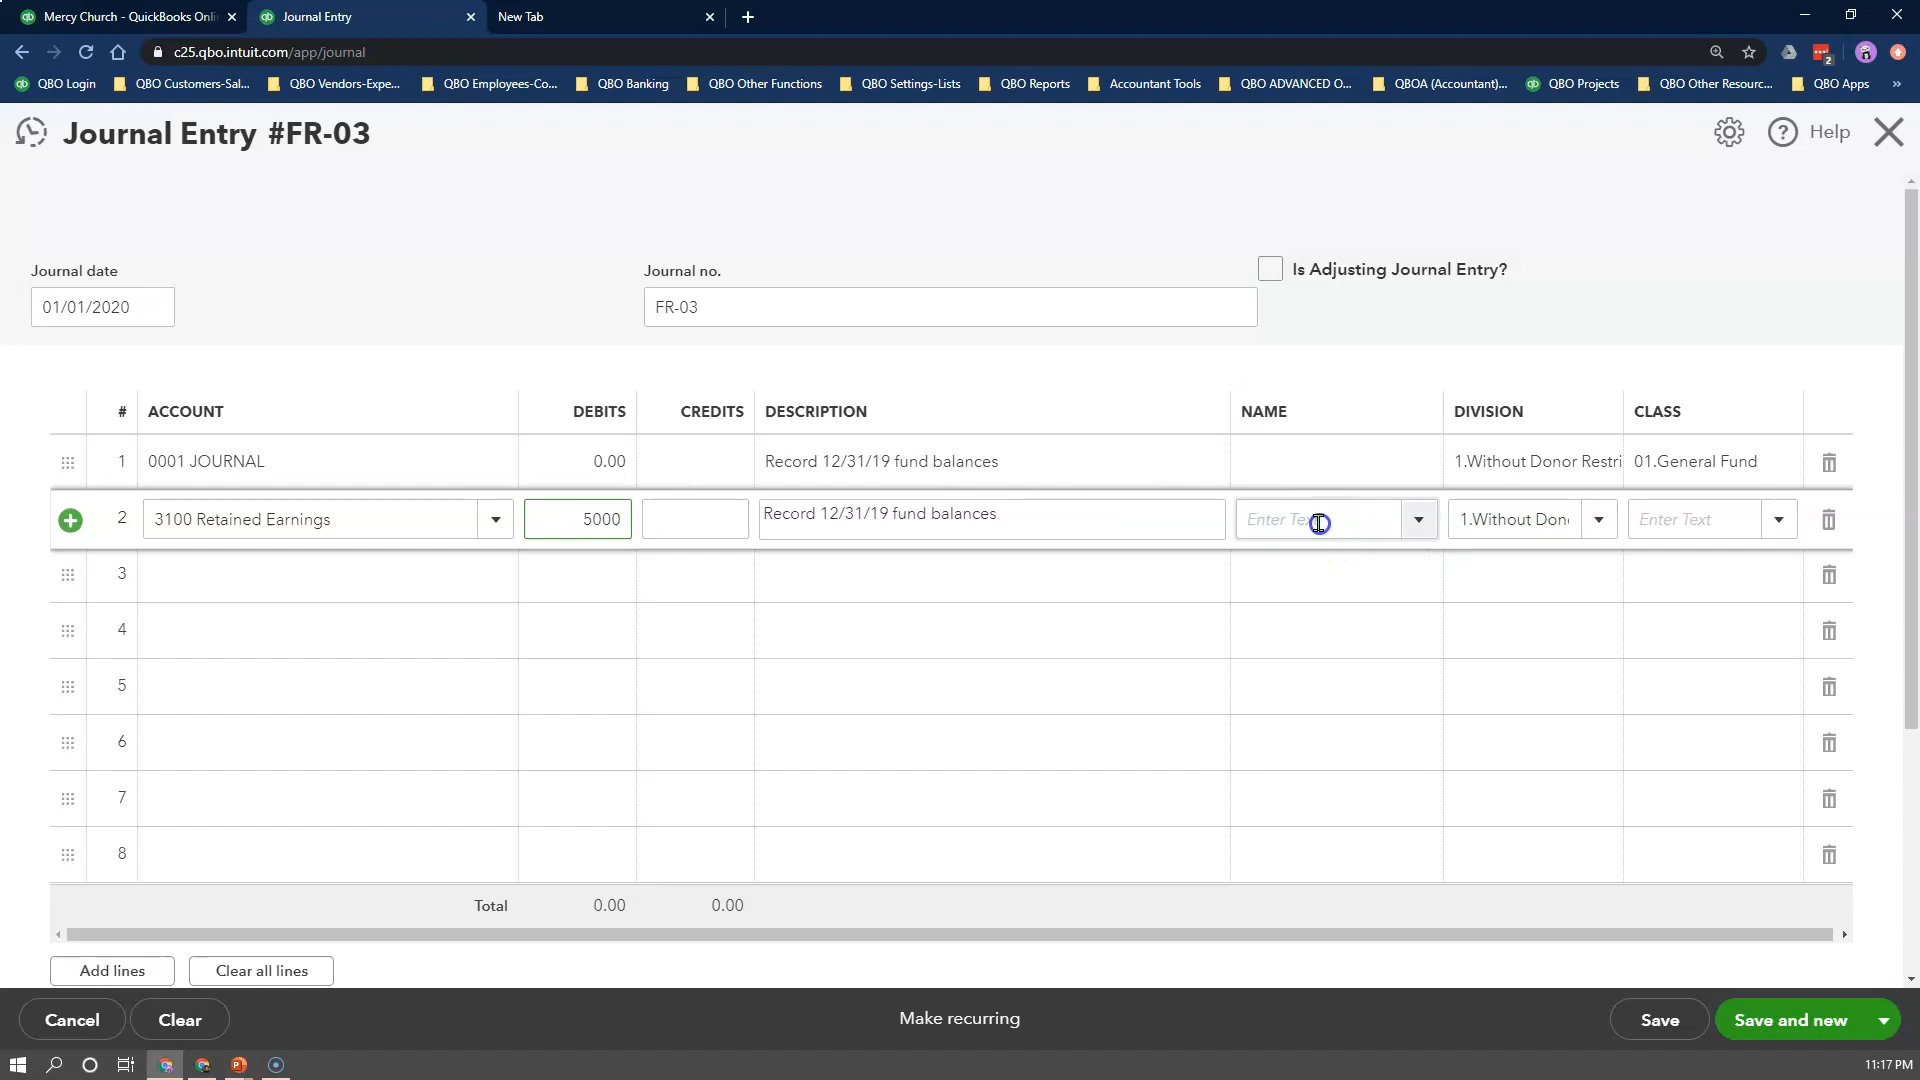 Mercy Church - QuickBooks Onli
Journal Entry
New Tab
c25.qbo.intuit.com/app/journal
2
QBO Login
QBO Customers-Sal...
QBO Vendors-Expe...
QBO Employees-Co...
QBO Banking
QBO Other Functions
QBO Settings-Lists
QBO Reports
Accountant Tools
QBO ADVANCED O...
QBOA (Accountant)...
QBO Projects
QBO Other Resourc...
QBO Apps
»
Journal Entry #FR-03
? Help
Journal date
Journal no.
Is Adjusting Journal Entry?
01/01/2020
FR-03
# ACCOUNT DEBITS CREDITS DESCRIPTION NAME DIVISION CLASS
1 0001 JOURNAL 0.00 Record 12/31/19 fund balances 1.Without Donor Restri 01.General Fund
2 3100 Retained Earnings 5000 Record 12/31/19 fund balances Enter Te 1.Without Don Enter Text
3
4
5
6
7
8
Total 0.00 0.00
Add lines
Clear all lines
Cancel
Clear
Make recurring
Save
Save and new
11:17 PM